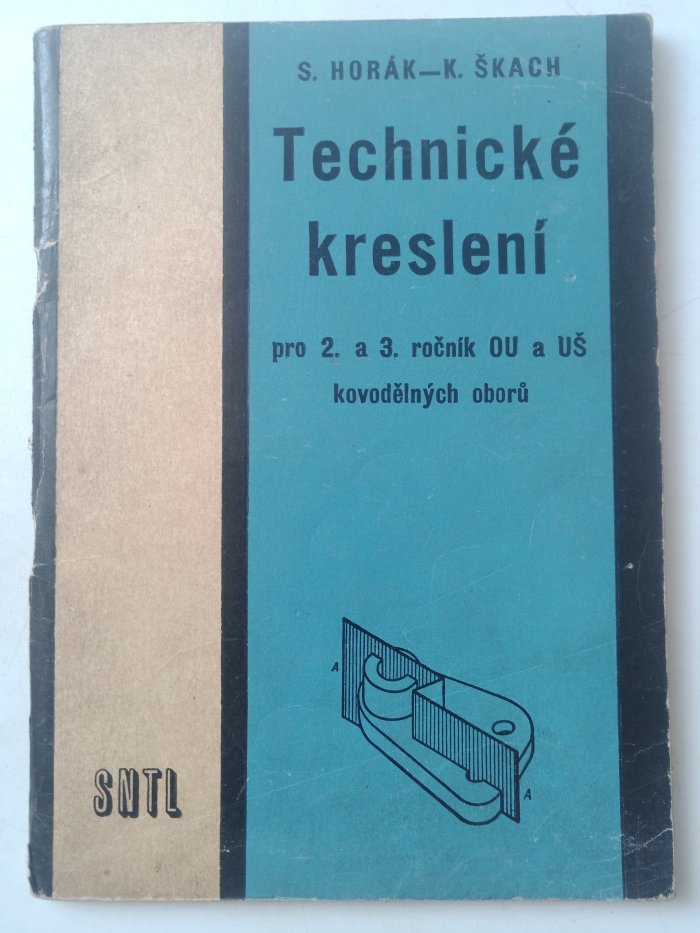 S. HORÁK—K. ŠKACH
Technické
kreslení
pro 2. a 3. ročník OU a UŠ
kovodělných oborů
A
A
SNTL